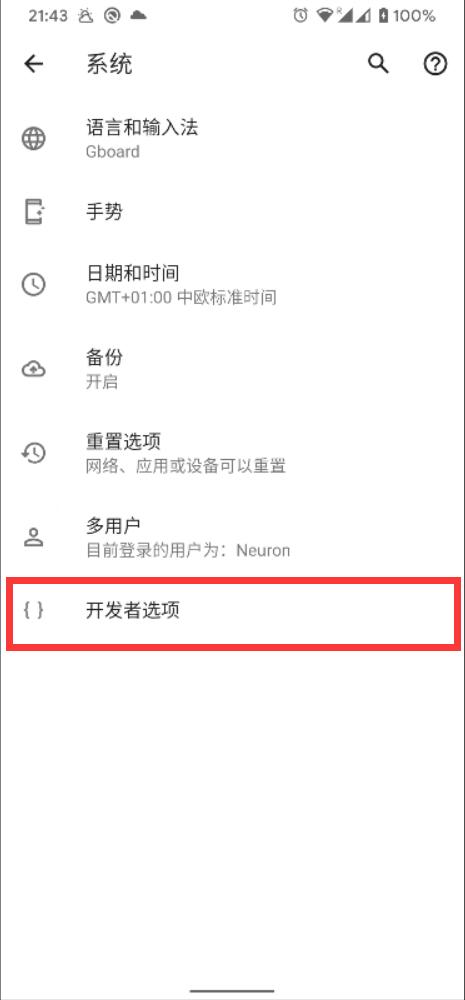 21:43
R
100%
系统
语言和输入法
Gboard
手势
日期和时间
GMT+01:00 中欧标准时间
备份
开启
重置选项
网络、应用或设备可以重置
多用户
目前登录的用户为：Neuron
{ }
开发者选项